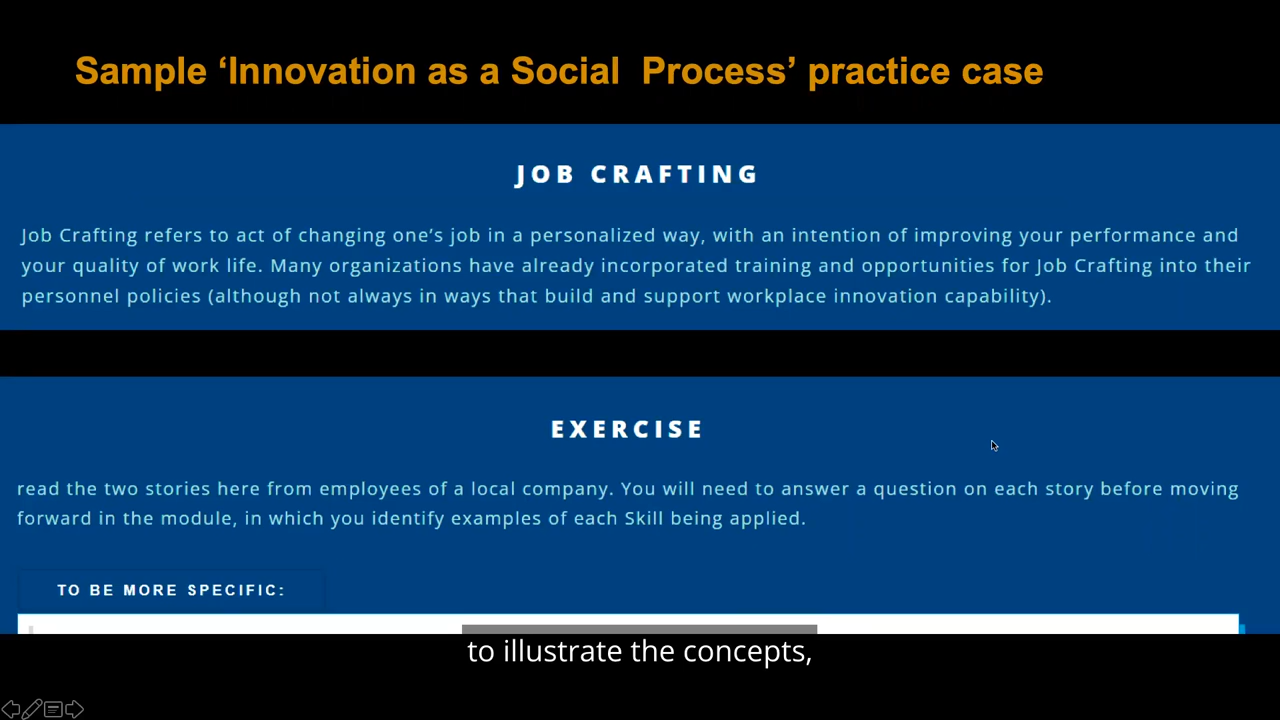 Sample ‘Innovation as a Social  Process’ practice case
JOB CRAFTING
Job Crafting refers to act of changing one’s job in a personalized way, with an intention of improving your performance and
your quality of work life. Many organizations have already incorporated training and opportunities for Job Crafting into their
personnel policies (although not always in ways that build and support workplace innovation capability).
EXERCISE
read the two stories here from employees of a local company. You will need to answer a question on each story before moving
forward in the module, in which you identify examples of each Skill being applied.
TO BE MORE SPECIFIC:
to illustrate the concepts,